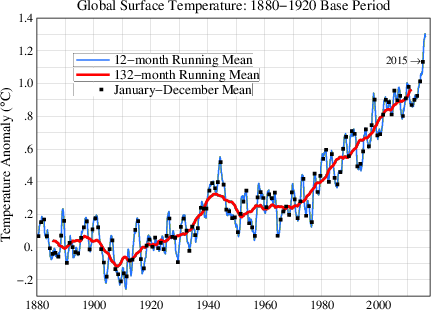 Global Surface Temperature: 1880−1920 Base Period
1.4
1.2
1.0
.8
.6
.4
.2
0.
−.2
Temperature Anomaly (°C)
12-month Running Mean
132-month Running Mean
January-December Mean
2015→
1880 1900 1920 1940 1960 1980 2000